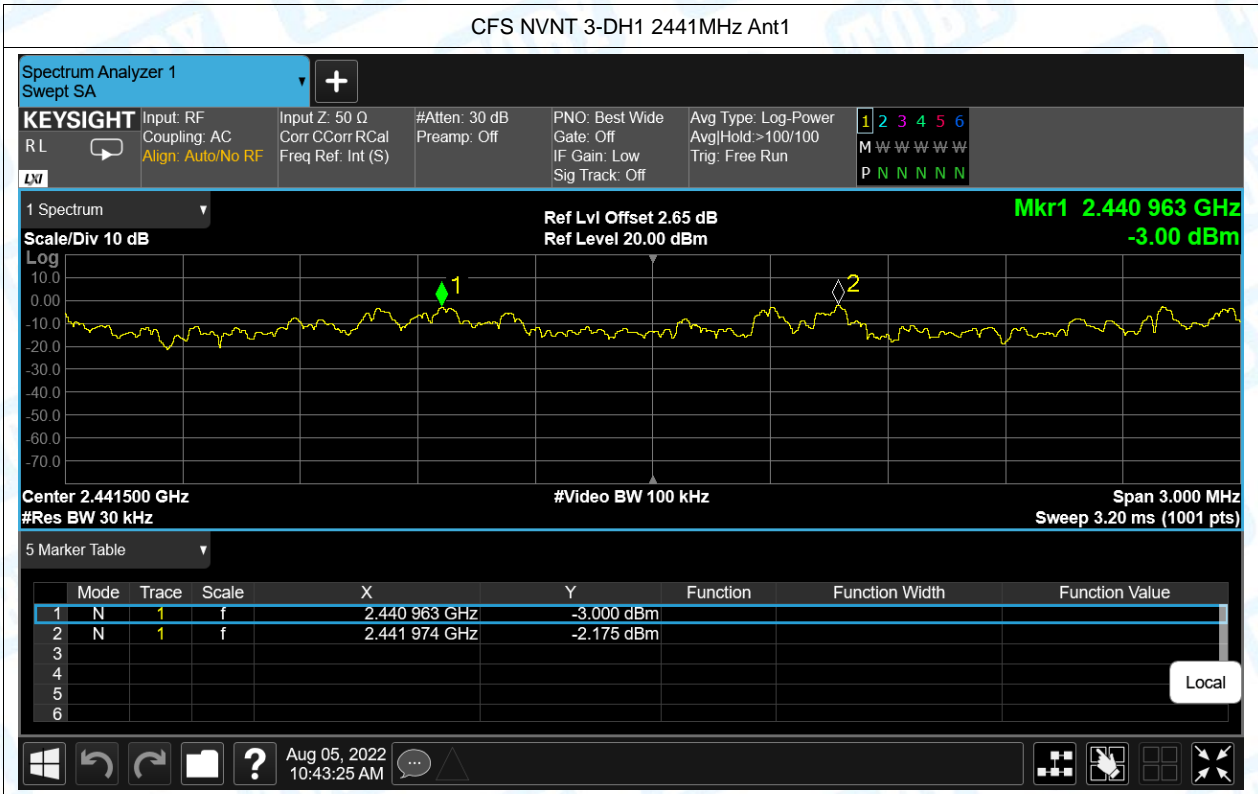 CFS NVNT 3-DH1 2441MHz Ant1
Spectrum Analyzer 1
Swept SA
KEYSIGHT Input: RF Input Z: 50 Ω #Atten: 30 dB PNO: Best Wide Avg Type: Log-Power 1 2 3 4 5 6
RL Coupling: AC Corr CCorr RCal Preamp: Off Gate: Off Avg|Hold:>100/100 M W W W W W
Align: Auto/No RF Freq Ref: Int (S) IF Gain: Low Trig: Free Run
LXI Sig Track: Off P N N N N N
1 Spectrum Ref Lvl Offset 2.65 dB Mkr1 2.440 963 GHz
Scale/Div 10 dB Ref Level 20.00 dBm -3.00 dBm
Log
10.0
0.00
-10.0
-20.0
-30.0
-40.0
-50.0
-60.0
-70.0
1
2
Center 2.441500 GHz #Video BW 100 kHz Span 3.000 MHz
#Res BW 30 kHz Sweep 3.20 ms (1001 pts)
5 Marker Table
Mode Trace Scale X Y Function Function Width Function Value
1 N 1 f 2.440 963 GHz -3.000 dBm
2 N 1 f 2.441 974 GHz -2.175 dBm
3
4
5
6
Local
? Aug 05, 2022
10:43:25 AM